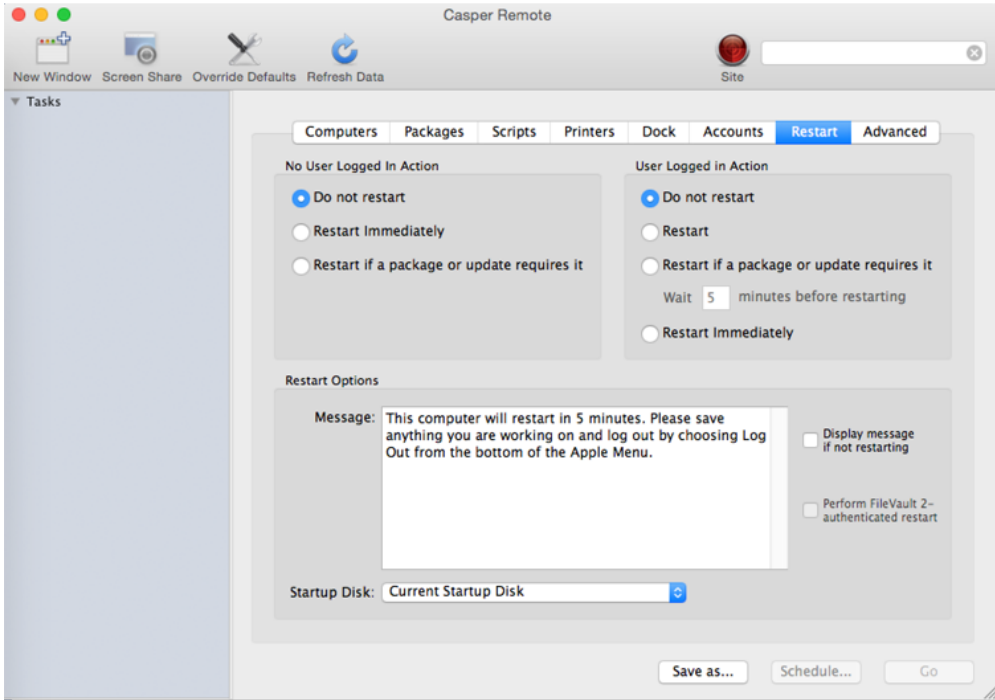 Casper Remote
New Window Screen Share Override Defaults Refresh Data Site
Tasks
Computers Packages Scripts Printers Dock Accounts Restart Advanced
No User Logged In Action
Do not restart
Restart Immediately
Restart if a package or update requires it
User Logged in Action
Do not restart
Restart
Restart if a package or update requires it
Wait 5 minutes before restarting
Restart Immediately
Restart Options
Message:
This computer will restart in 5 minutes. Please save
anything you are working on and log out by choosing Log
Out from the bottom of the Apple Menu.
Display message
if not restarting
Perform FileVault 2-
authenticated restart
Startup Disk: Current Startup Disk
Save as... Schedule... Go